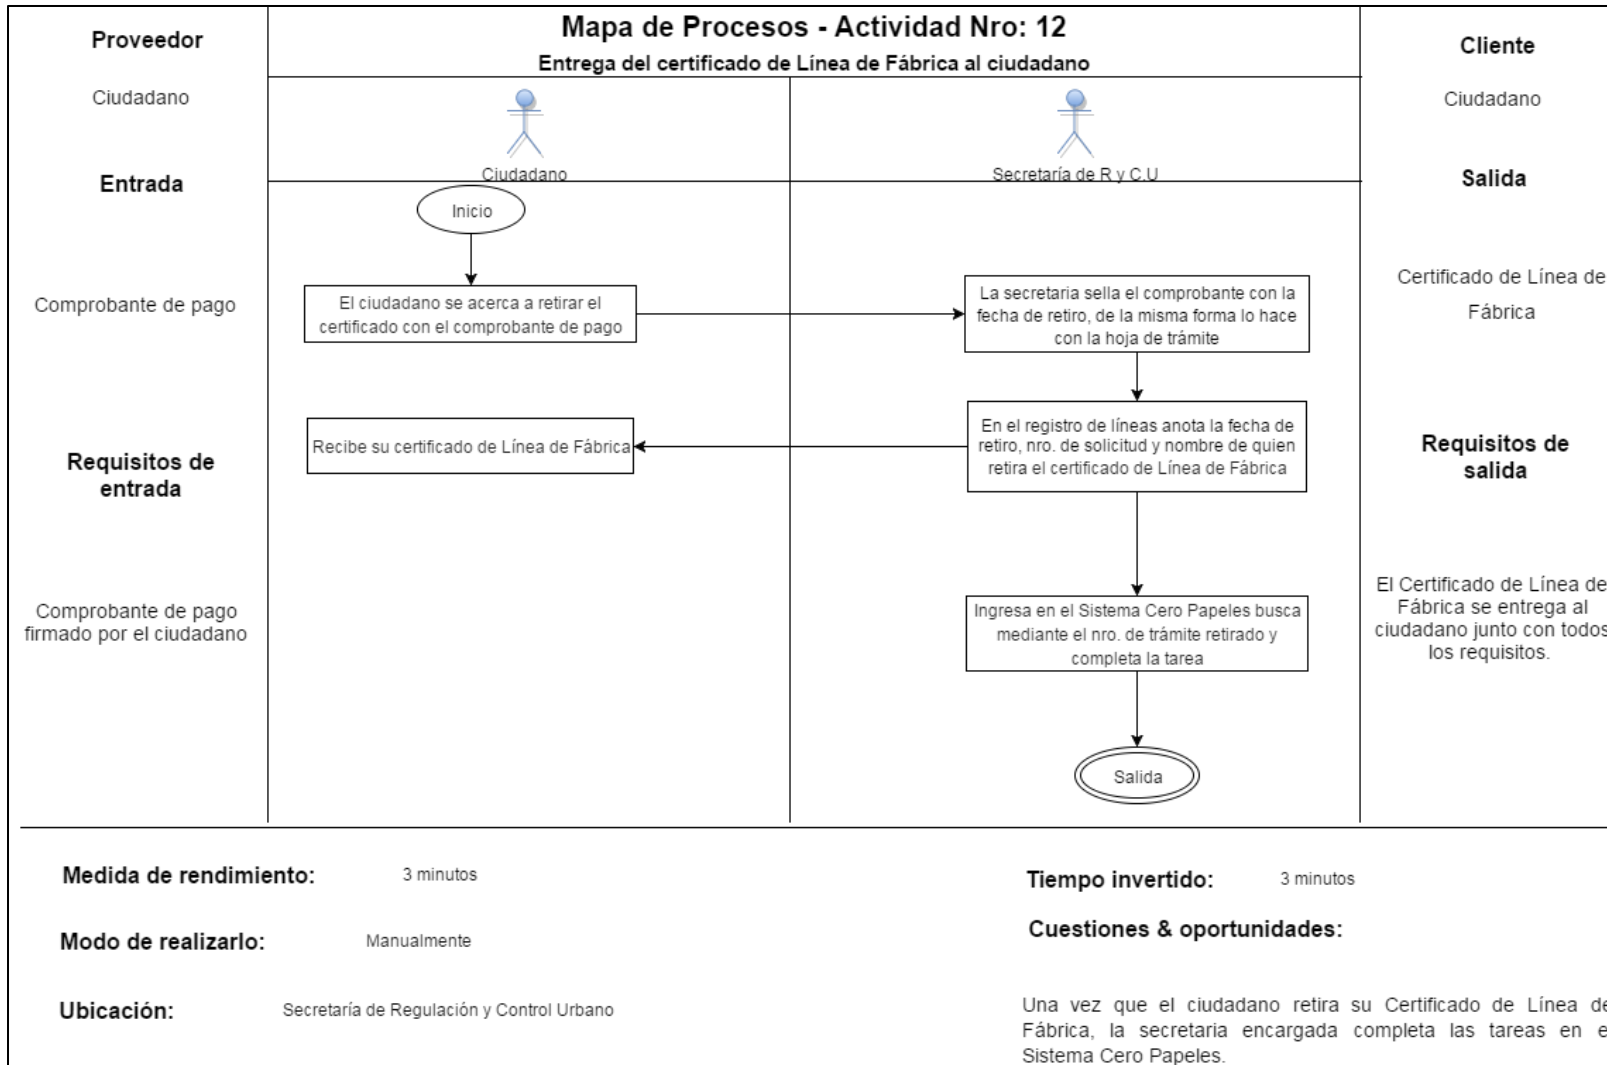 Mapa de Procesos - Actividad Nro: 12
Entrega del certificado de Línea de Fábrica al ciudadano
Proveedor
Ciudadano
Entrada
Comprobante de pago
Requisitos de
entrada
Comprobante de pago
firmado por el ciudadano
Ciudadano
Inicio
El ciudadano se acerca a retirar el
certificado con el comprobante de pago
Recibe su certificado de Línea de Fábrica
Secretaría de R y C.U
La secretaria sella el comprobante con la
fecha de retiro, de la misma forma lo hace
con la hoja de trámite
En el registro de líneas anota la fecha de
retiro, nro. de solicitud y nombre de quien
retira el certificado de Línea de Fábrica
Ingresa en el Sistema Cero Papeles busca
mediante el nro. de trámite retirado y
completa la tarea
Salida
Cliente
Ciudadano
Salida
Certificado de Línea de
Fábrica
Requisitos de
salida
El Certificado de Línea de
Fábrica se entrega al
ciudadano junto con todos
los requisitos.
Medida de rendimiento: 3 minutos
Modo de realizarlo: Manualmente
Ubicación: Secretaría de Regulación y Control Urbano
Tiempo invertido: 3 minutos
Cuestiones & oportunidades:
Una vez que el ciudadano retira su Certificado de Línea de
Fábrica, la secretaria encargada completa las tareas en e
Sistema Cero Papeles.